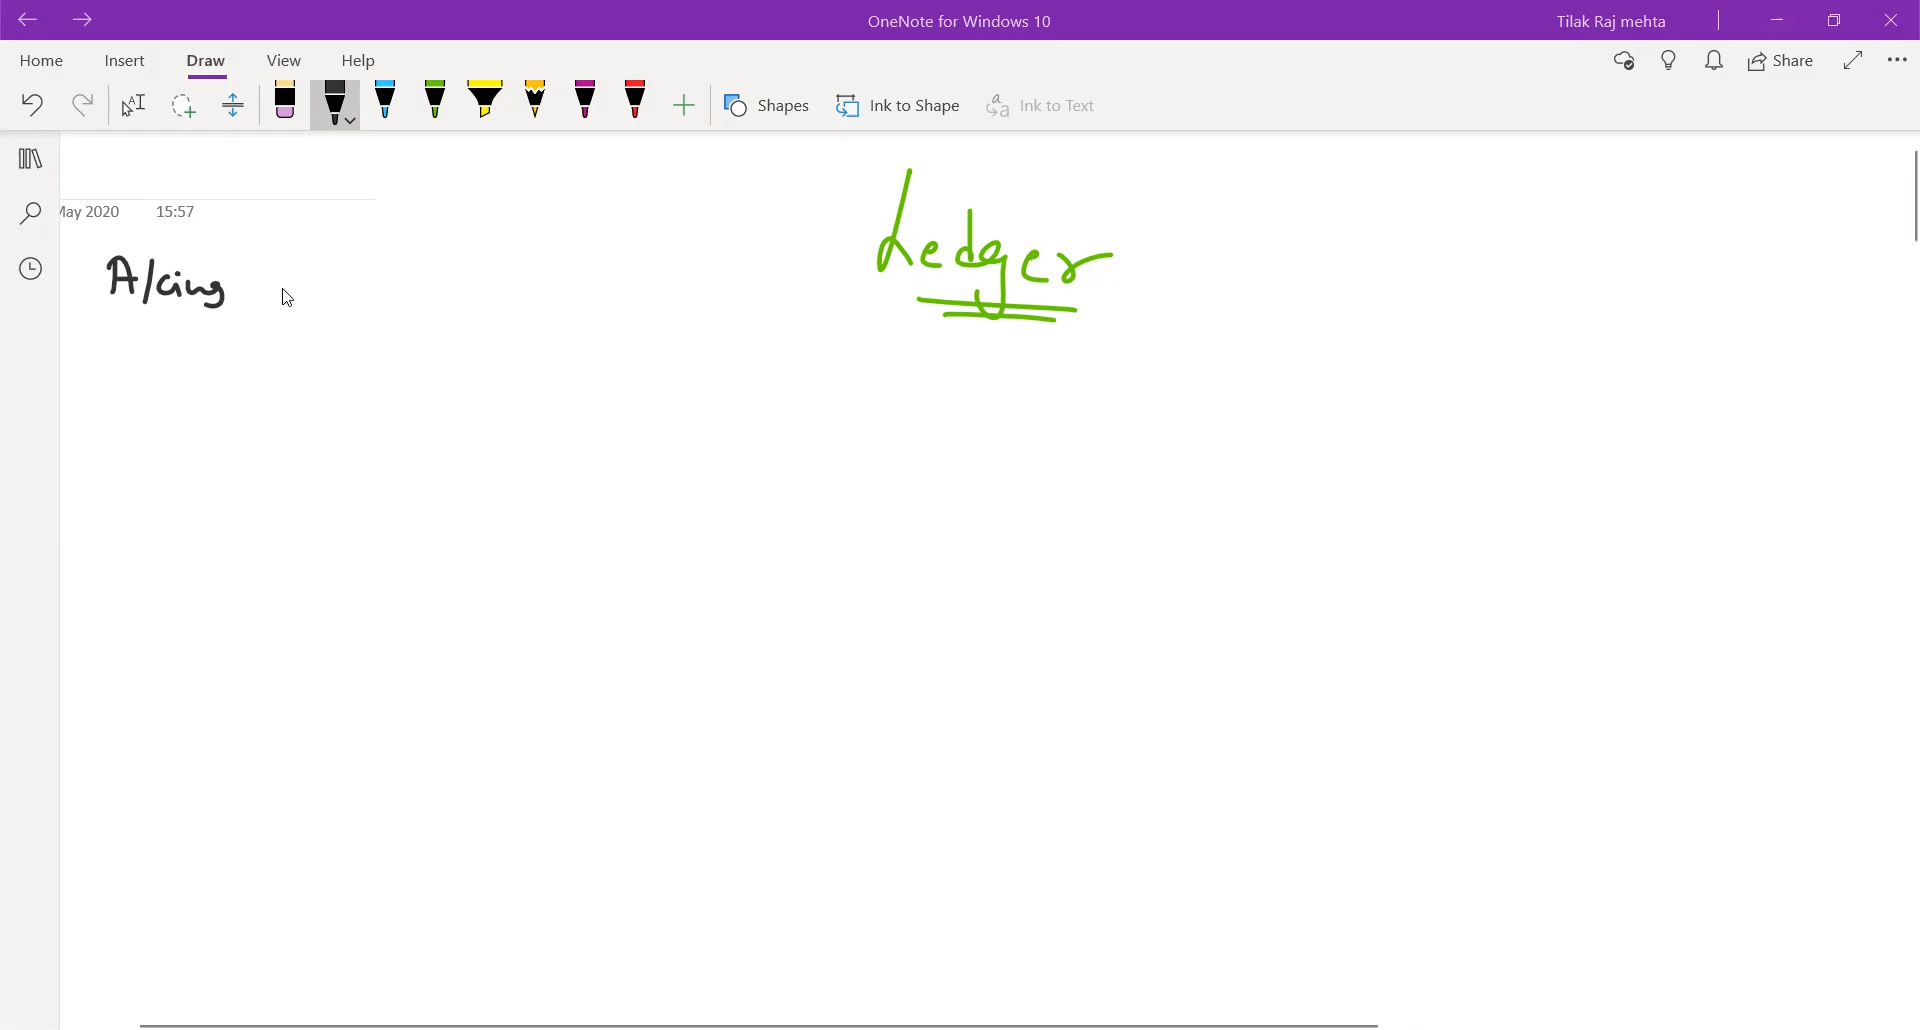 OneNote for Windows 10
Tilak Raj mehta
Home Insert Draw View Help
Share
Shapes Ink to Shape Ink to Text
May 2020 15:57
Ledger
A/cing